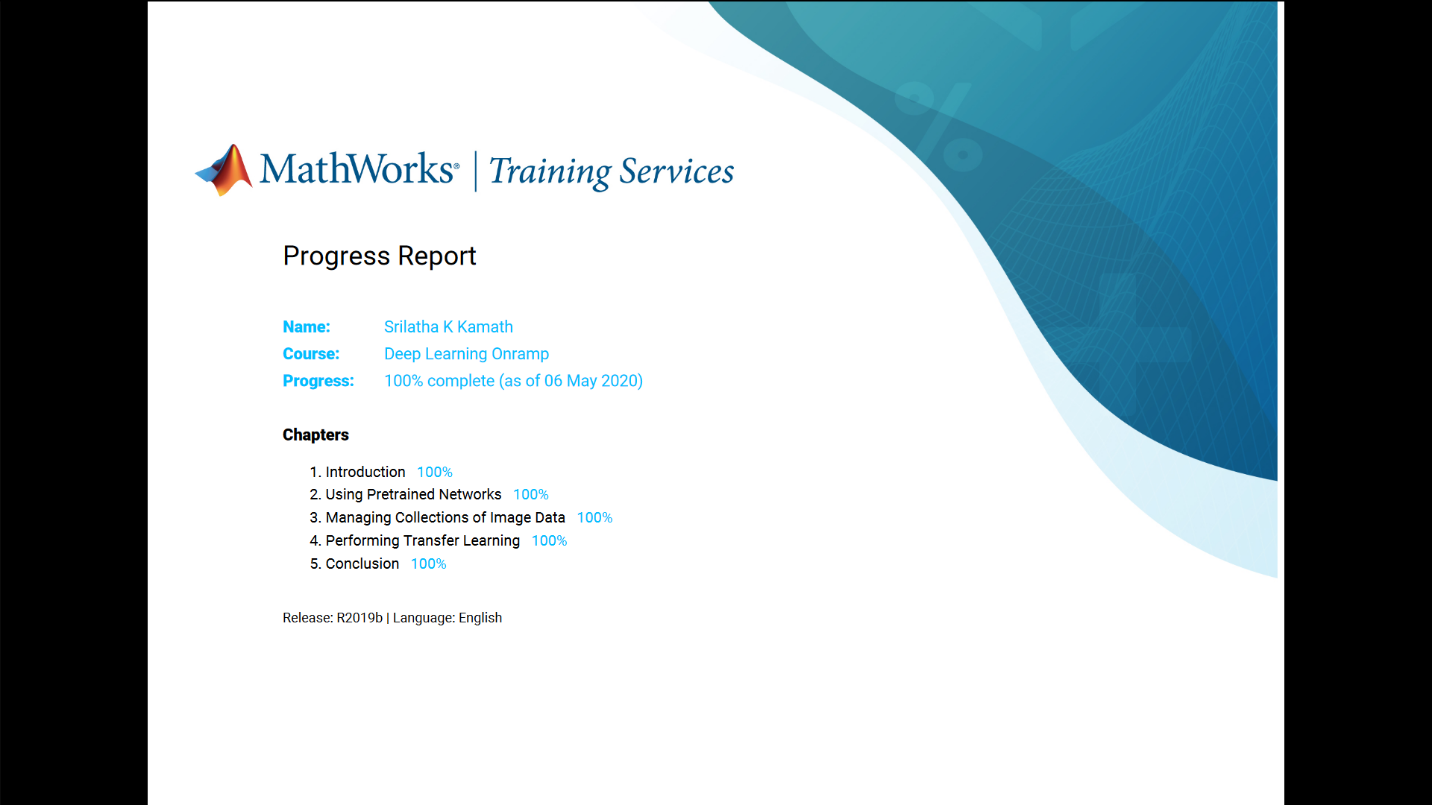 MathWorks® | Training Services
Progress Report
Name: Srilatha K Kamath
Course: Deep Learning Onramp
Progress: 100% complete (as of 06 May 2020)
Chapters
1. Introduction 100%
2. Using Pretrained Networks 100%
3. Managing Collections of Image Data 100%
4. Performing Transfer Learning 100%
5. Conclusion 100%
Release: R2019b | Language: English